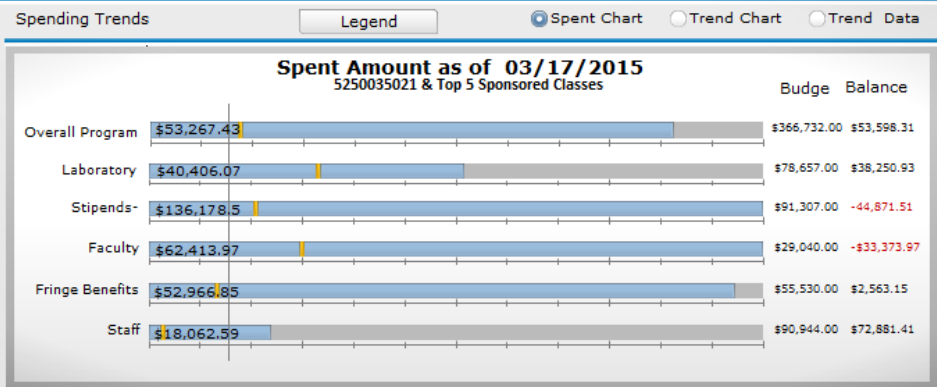 Spending Trends Legend Spent Chart Trend Chart Trend Data
Spent Amount as of 03/17/2015
5250035021 & Top 5 Sponsored Classes
Budge Balance
Overall Program $53,267.43 $366,732.00 $53,598.31
Laboratory $40,406.07 $78,657.00 $38,250.93
Stipends- $136,178.5 $91,307.00 -44,871.51
Faculty $62,413.97 $29,040.00 -$33,373.97
Fringe Benefits $52,966.85 $55,530.00 $2,563.15
Staff $18,062.59 $90,944.00 $72,881.41